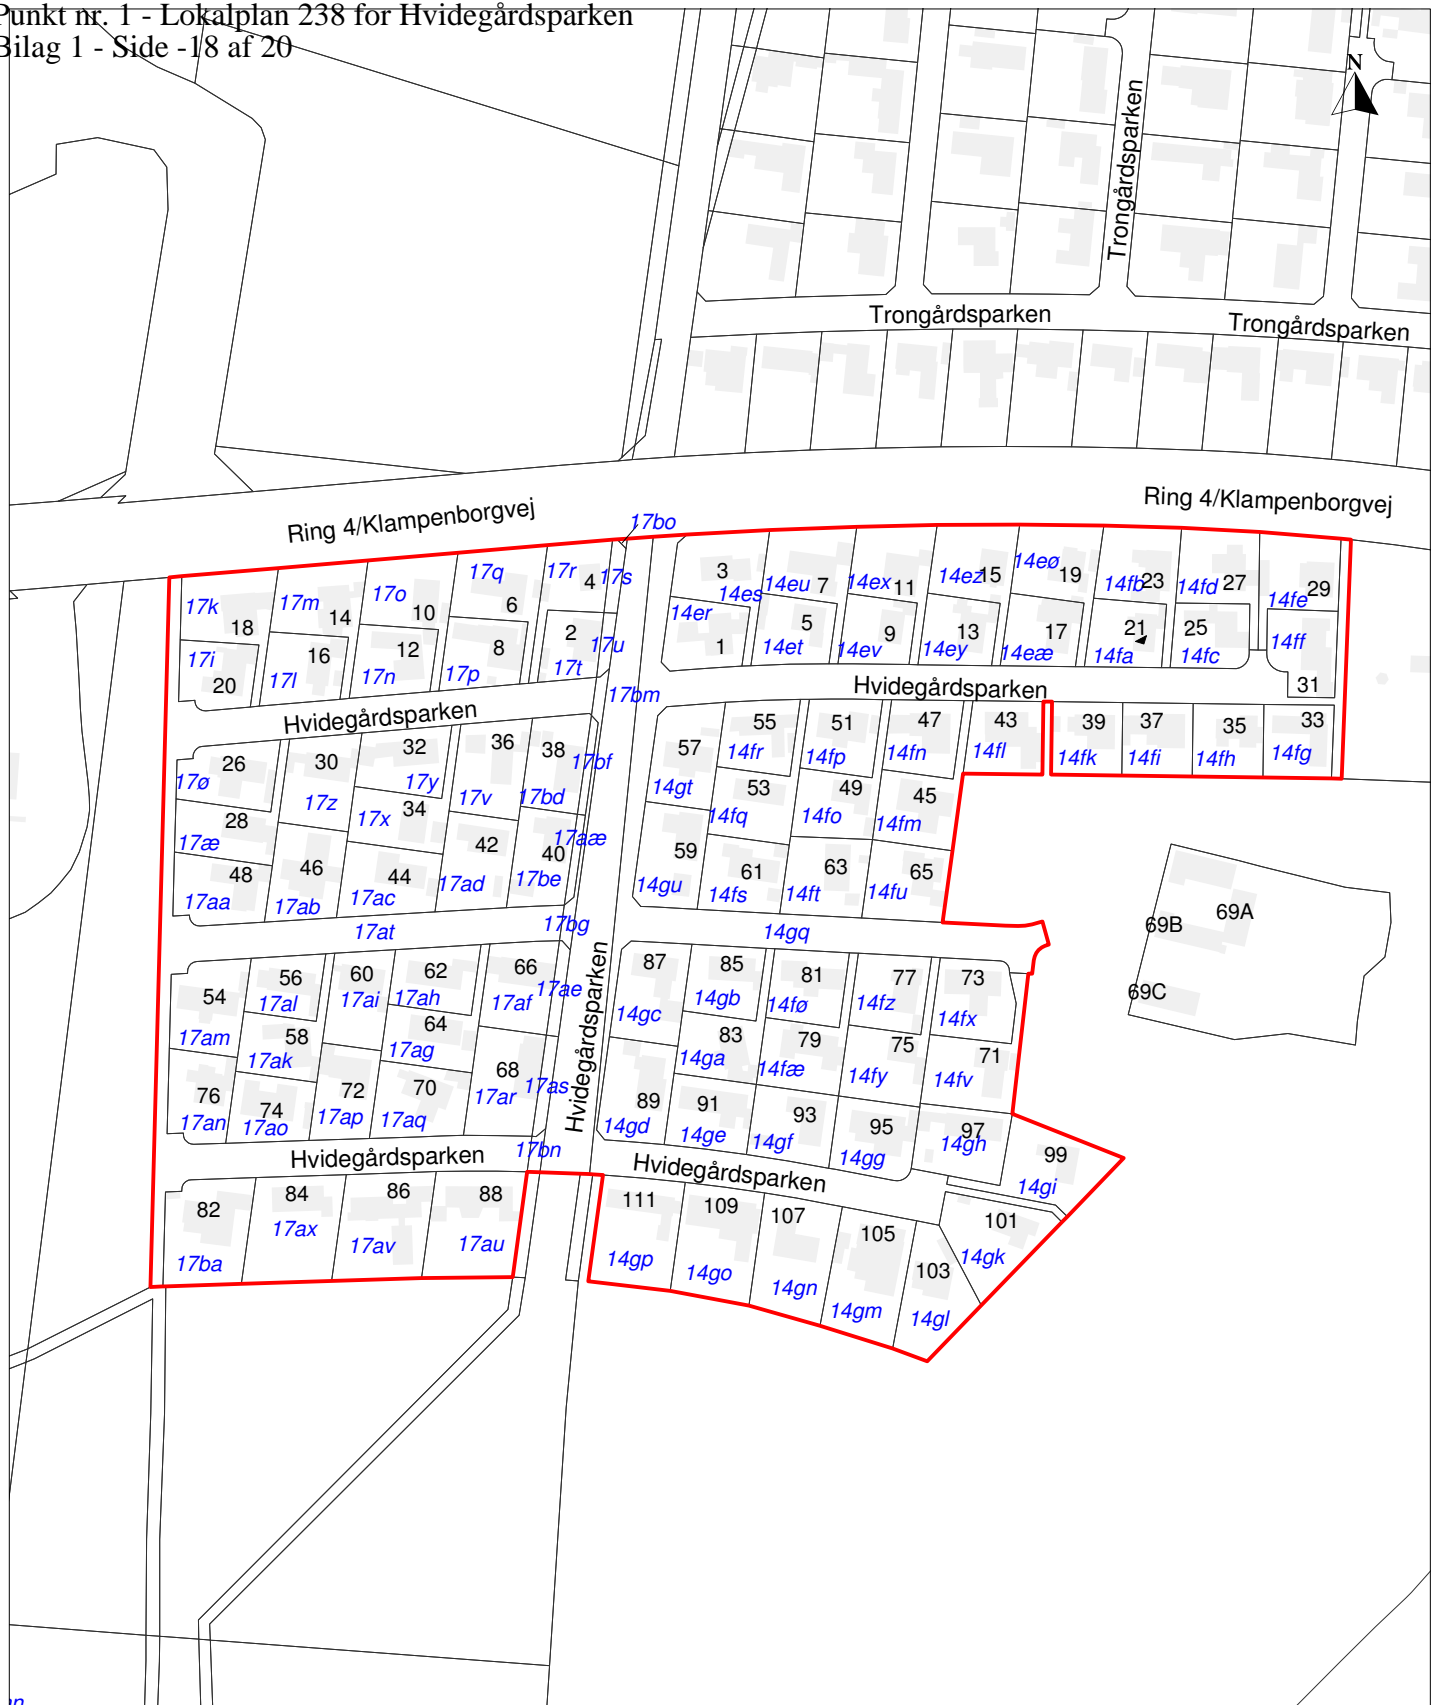 Punkt nr. 1 - Lokalplan 238 for Hvidegårdsparken
Bilag 1 - Side -18 af 20
N
Trongårdsparken
Trongårdsparken
Trongårdsparken
Ring 4/Klampenborgvej
Ring 4/Klampenborgvej
17bo
17k
18
17m
14
17o
10
17q
6
17r
4
17s
3
14es
14eu
7
14ex
11
14ez
15
14eø
19
14fb
23
14fd
27
14fe
29
17i
20
17l
16
17n
12
17p
8
17t
2
17u
14er
1
14et
5
14ev
9
14ey
13
14eæ
17
14fa
21
14fc
25
14ff
31
17bm
Hvidegårdsparken
Hvidegårdsparken
17ø
26
30
17z
32
17y
36
17v
38
17bd
17bf
57
14gt
55
14fr
51
14fp
47
14fn
43
14fl
39
14fk
37
14fi
35
14fh
33
14fg
28
17æ
17x
34
17aæ
53
14fq
49
14fo
45
14fm
48
17aa
46
17ab
44
17ac
42
17ad
40
17be
59
14gu
61
14fs
63
14ft
65
14fu
17bg
17at
14gq
69A
69B
69C
Hvidegårdsparken
54
17am
56
17al
60
17ai
62
17ah
66
17af
17ae
87
14gc
85
14gb
81
14fø
77
14fz
73
14fx
58
17ak
64
17ag
83
14ga
79
14fæ
75
14fy
71
14fv
76
17an
74
17ao
72
17ap
70
17aq
68
17ar
17as
89
14gd
91
14ge
93
14gf
95
14gg
97
14gh
99
14gi
17bn
Hvidegårdsparken
Hvidegårdsparken
82
17ba
84
17ax
86
17av
88
17au
111
14gp
109
14go
107
14gn
105
14gm
103
14gl
101
14gk